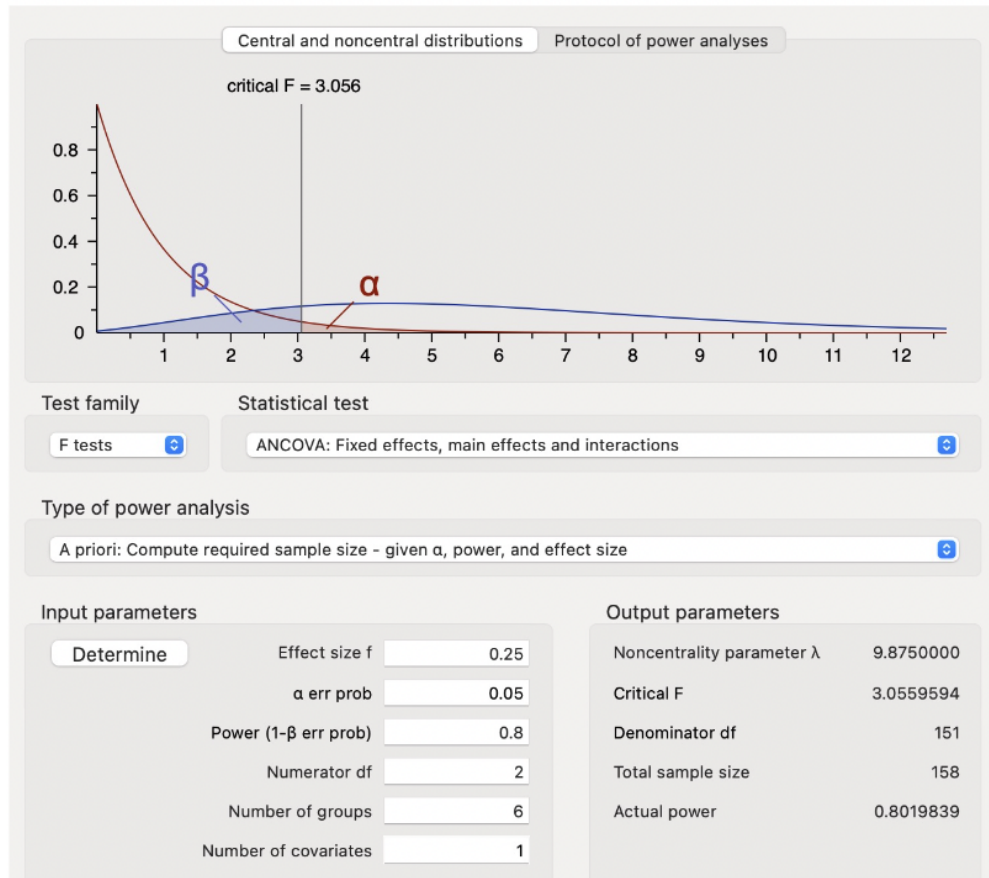 Central and noncentral distributions Protocol of power analyses
critical F = 3.056
0.8
0.6
0.4
0.2
0
β
α
1 2 3 4 5 6 7 8 9 10 11 12
Test family Statistical test
F tests ANCOVA: Fixed effects, main effects and interactions
Type of power analysis
A priori: Compute required sample size - given α, power, and effect size
Input parameters
Determine
Effect size f 0.25
α err prob 0.05
Power (1-β err prob) 0.8
Numerator df 2
Number of groups 6
Number of covariates 1
Output parameters
Noncentrality parameter λ 9.8750000
Critical F 3.0559594
Denominator df 151
Total sample size 158
Actual power 0.8019839